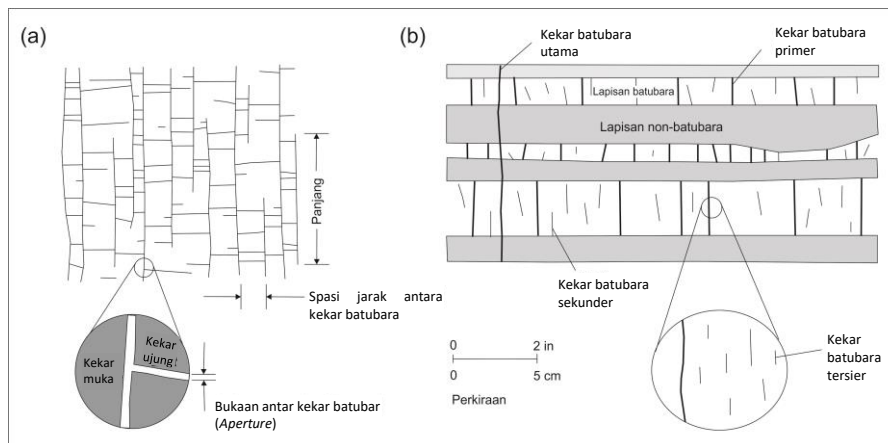 (a)
Panjang
Spasi jarak antara
kekar batubara
Kekar
muka
Kekar
ujung
Bukaan antar kekar batubar
(Aperture)
(b)
Kekar batubara
utama
Kekar batubara
primer
Lapisan batubara
Lapisan non-batubara
Kekar batubara
sekunder
0 2 in
0 5 cm
Perkiraan
Kekar
batubara
tersier